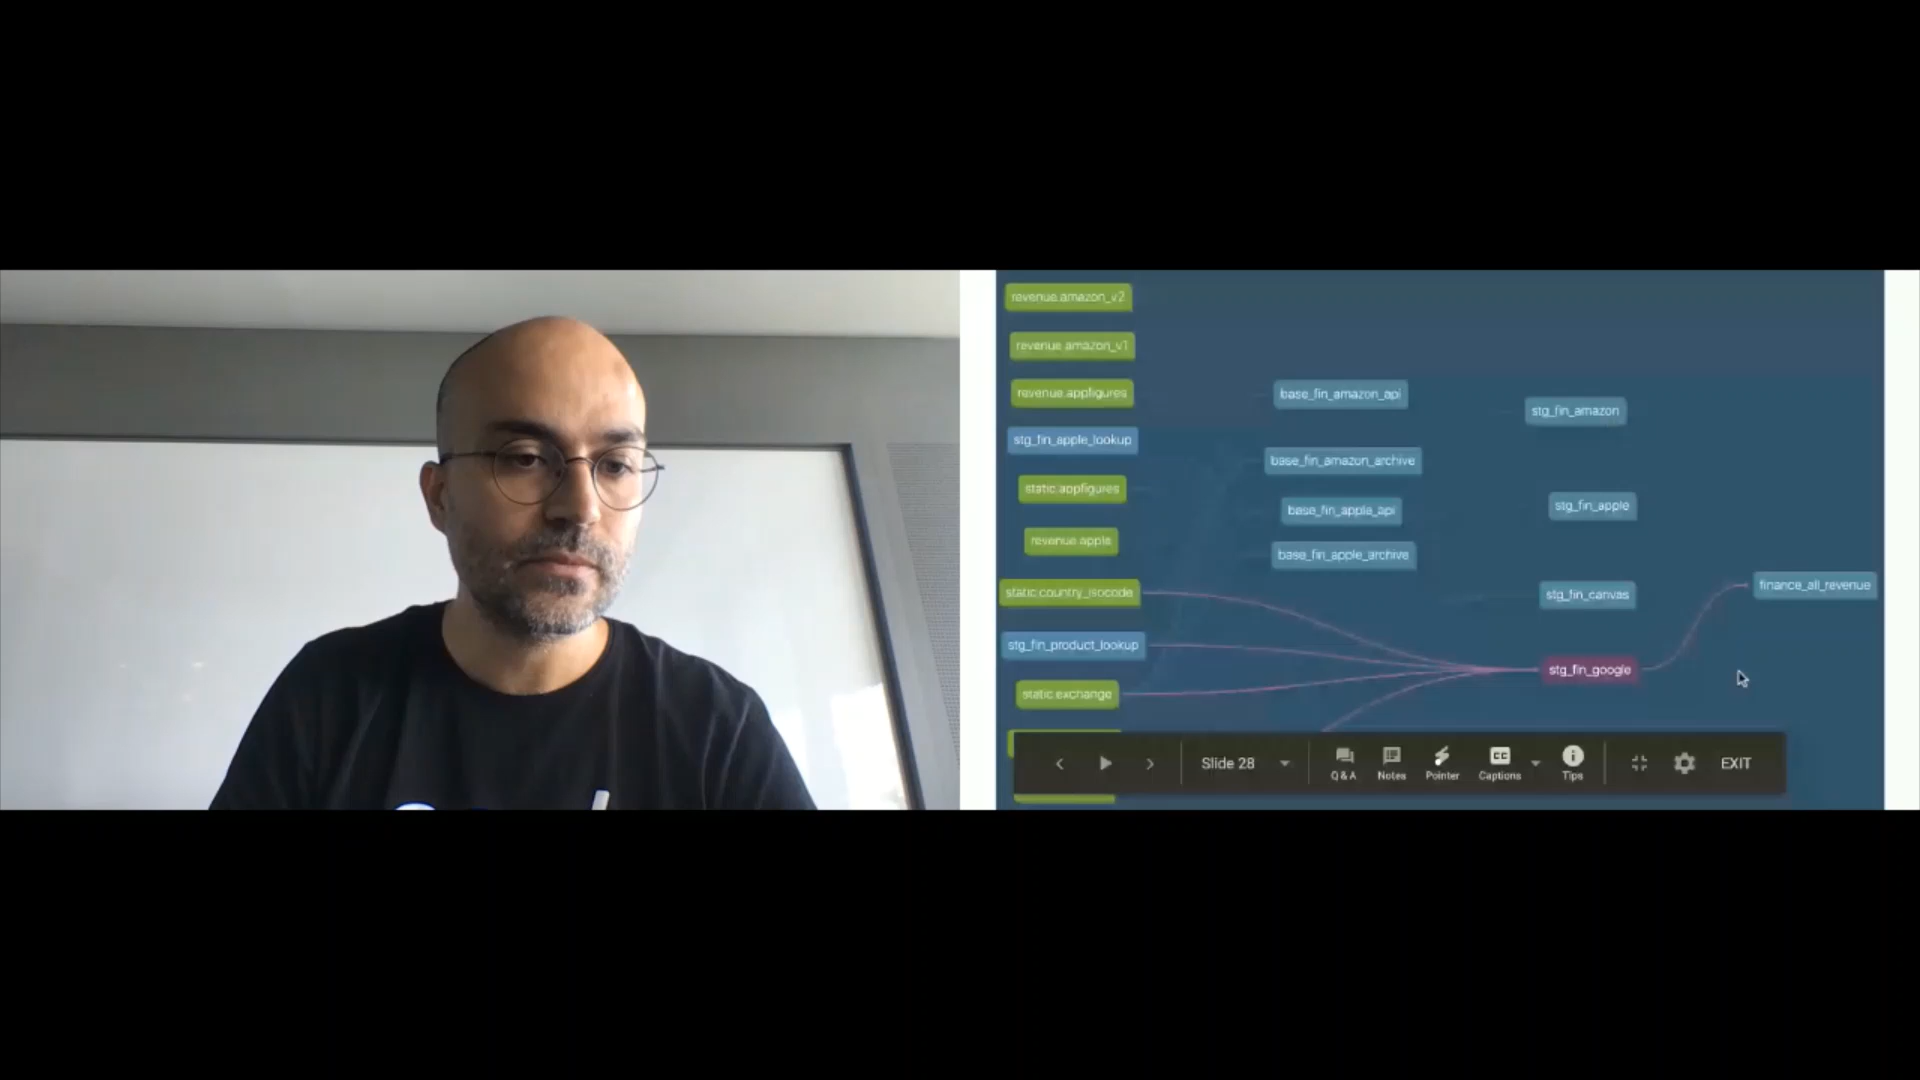 revenue.amazon_v2
revenue.amazon_v1
revenue.appfigures
stg_fin_apple_lookup
static.appfigures
revenue.apple
static.country_isocode
stg_fin_product_lookup
static.exchange
base_fin_amazon_api
base_fin_amazon_archive
base_fin_apple_api
base_fin_apple_archive
stg_fin_amazon
stg_fin_apple
stg_fin_canvas
stg_fin_google
finance_all_revenue
Slide 28
Q&A
Notes
Pointer
CC
Captions
Tips
EXIT